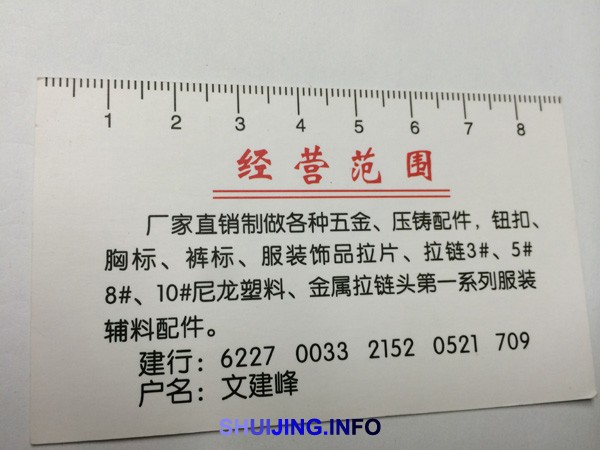 1 2 3 4 5 6 7 8
经营范围
厂家直销制做各种五金、压铸配件，钮扣、
胸标、裤标、服装饰品拉片、拉链3#、5#
8#、10#尼龙塑料、金属拉链头第一系列服装
辅料配件。
建行：6227 0033 2152 0521 709
户名：文建峰
SHUIJING.INFO